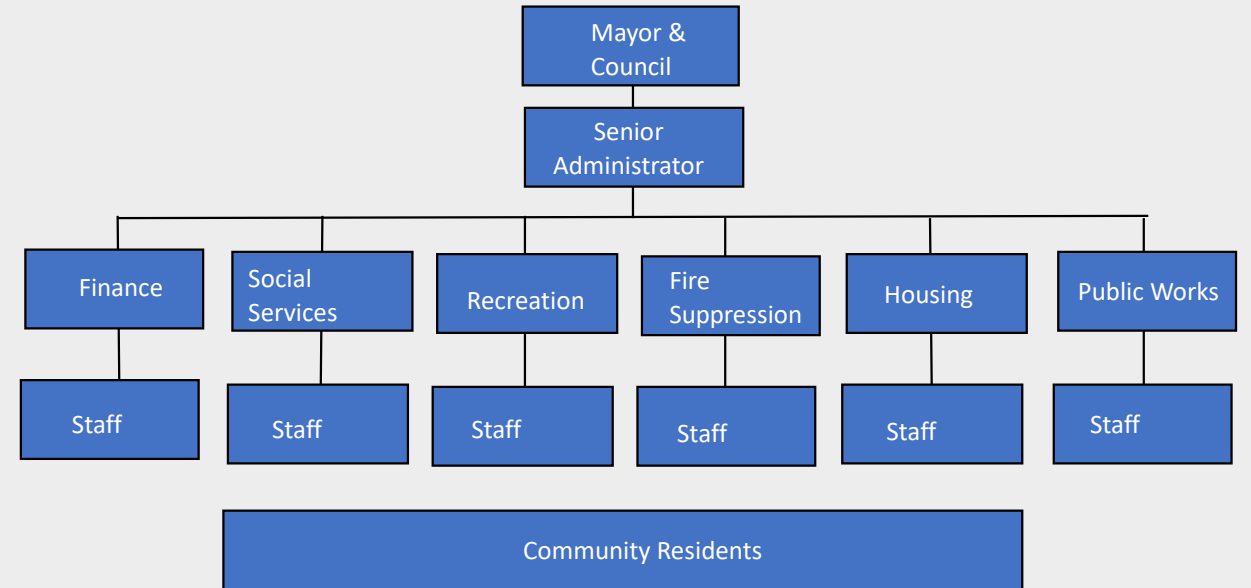 Mayor &
Council
Senior
Administrator
Finance
Social
Services
Recreation
Fire
Suppression
Housing
Public Works
Staff
Staff
Staff
Staff
Staff
Staff
Community Residents